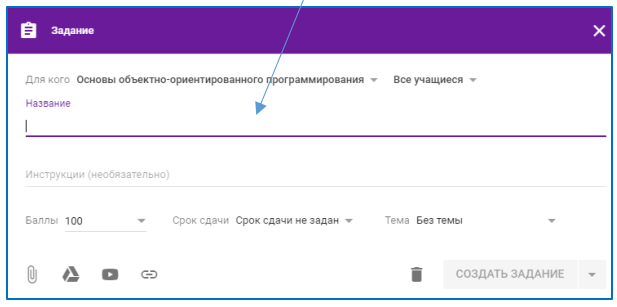 Задание
Для кого Основы объектно-ориентированного программирования Все учащиеся
Название
Инструкции (необязательно)
Баллы 100 Срок сдачи Срок сдачи не задан Тема Без темы
СОЗДАТЬ ЗАДАНИЕ